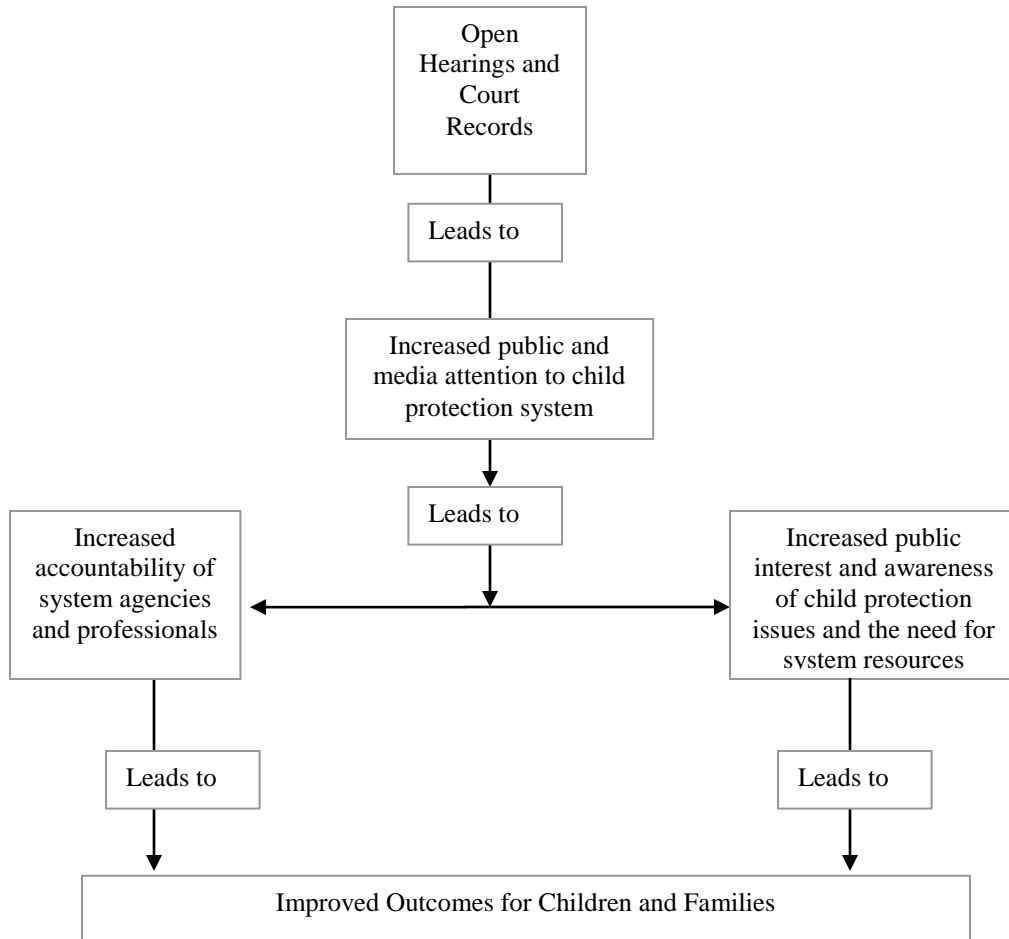 Open
Hearings and
Court
Records
Leads to
Increased public and
media attention to child
protection system
Leads to
Increased
accountability of
system agencies
and professionals
Increased public
interest and awareness
of child protection
issues and the need for
system resources
Leads to
Leads to
Improved Outcomes for Children and Families